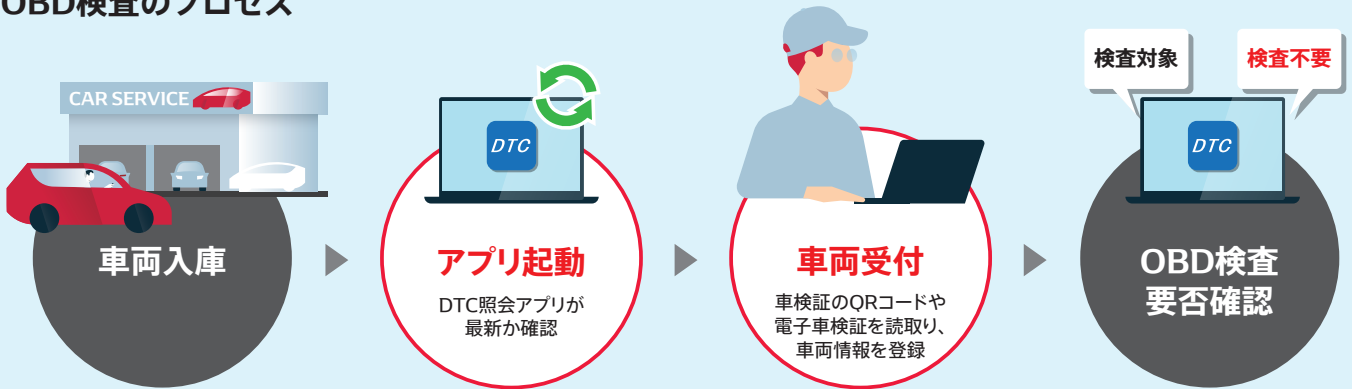 OBD検査のプロセス
CAR SERVICE
車両入庫
DTC
アプリ起動
DTC照会アプリが
最新か確認
車両受付
車検証のQRコードや
電子車検証を読取り、
車両情報を登録
検査対象
検査不要
DTC
OBD検査
要否確認